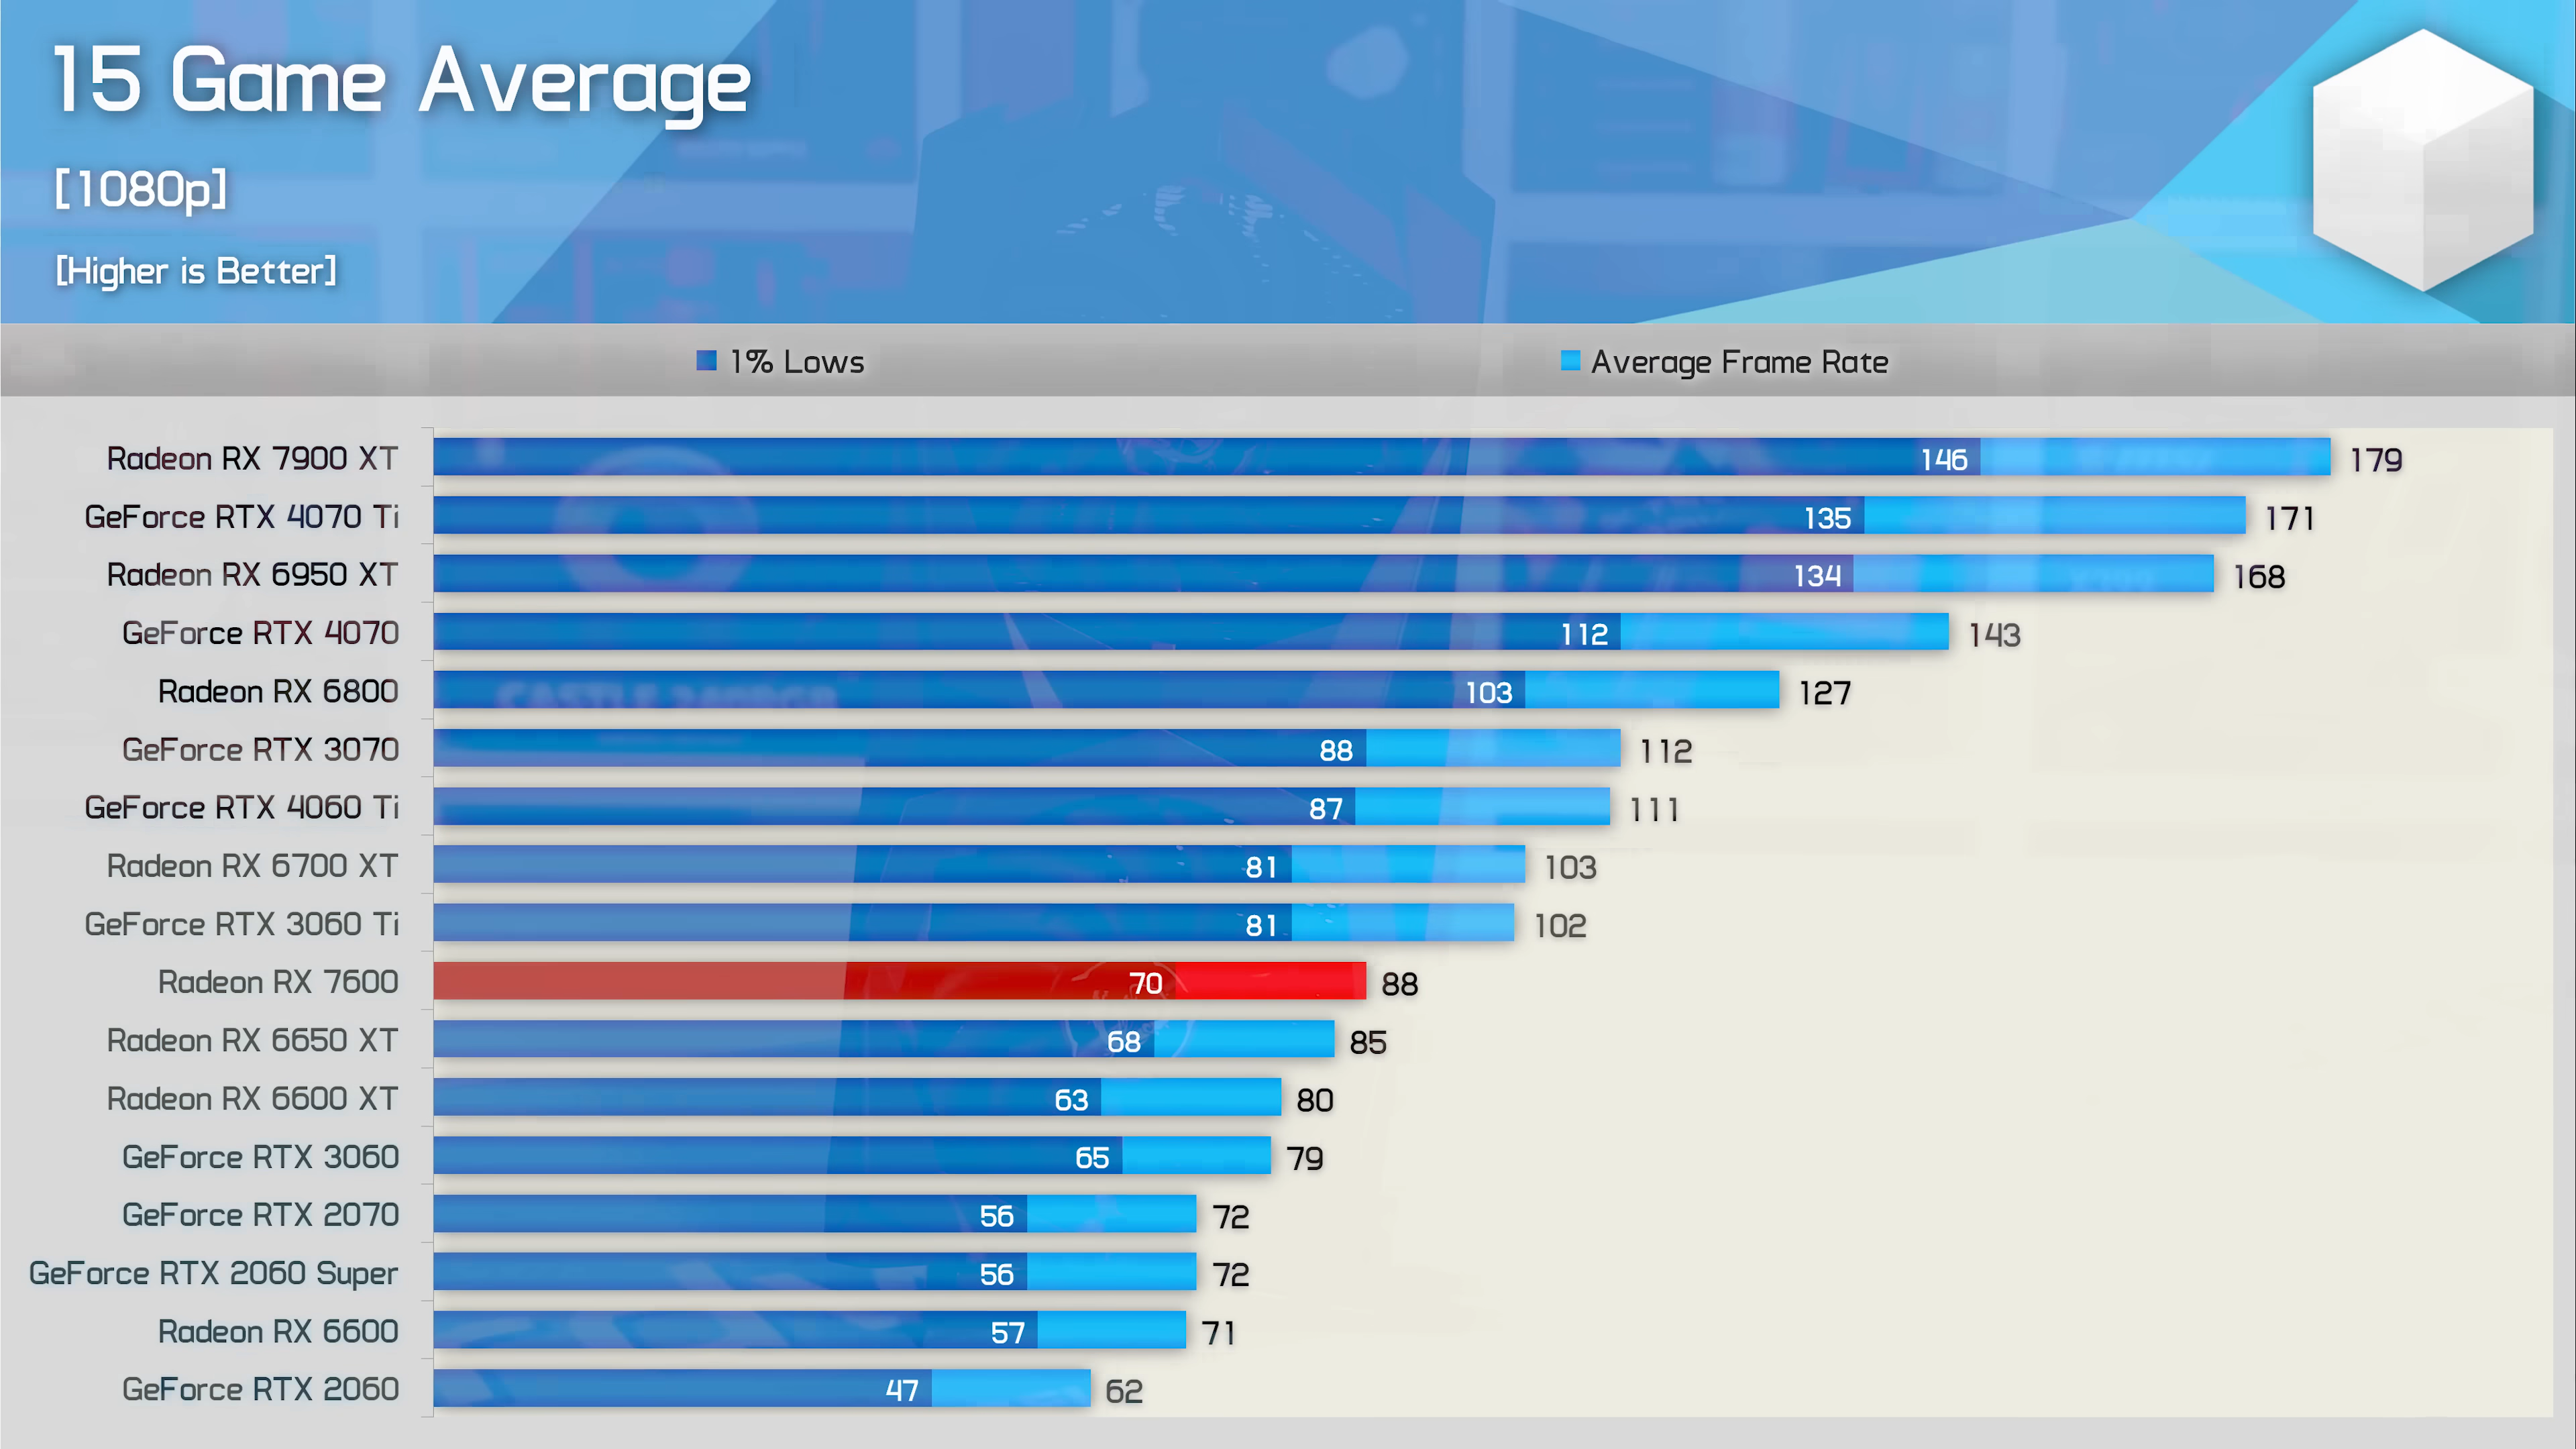 15 Game Average
[1080p]
[Higher is Better]
1% Lows Average Frame Rate
Radeon RX 7900 XT 146 179
GeForce RTX 4070 Ti 135 171
Radeon RX 6950 XT 134 168
GeForce RTX 4070 112 143
Radeon RX 6800 103 127
GeForce RTX 3070 88 112
GeForce RTX 4060 Ti 87 111
Radeon RX 6700 XT 81 103
GeForce RTX 3060 Ti 81 102
Radeon RX 7600 70 88
Radeon RX 6650 XT 68 85
Radeon RX 6600 XT 63 80
GeForce RTX 3060 65 79
GeForce RTX 2070 56 72
GeForce RTX 2060 Super 56 72
Radeon RX 6600 57 71
GeForce RTX 2060 47 62